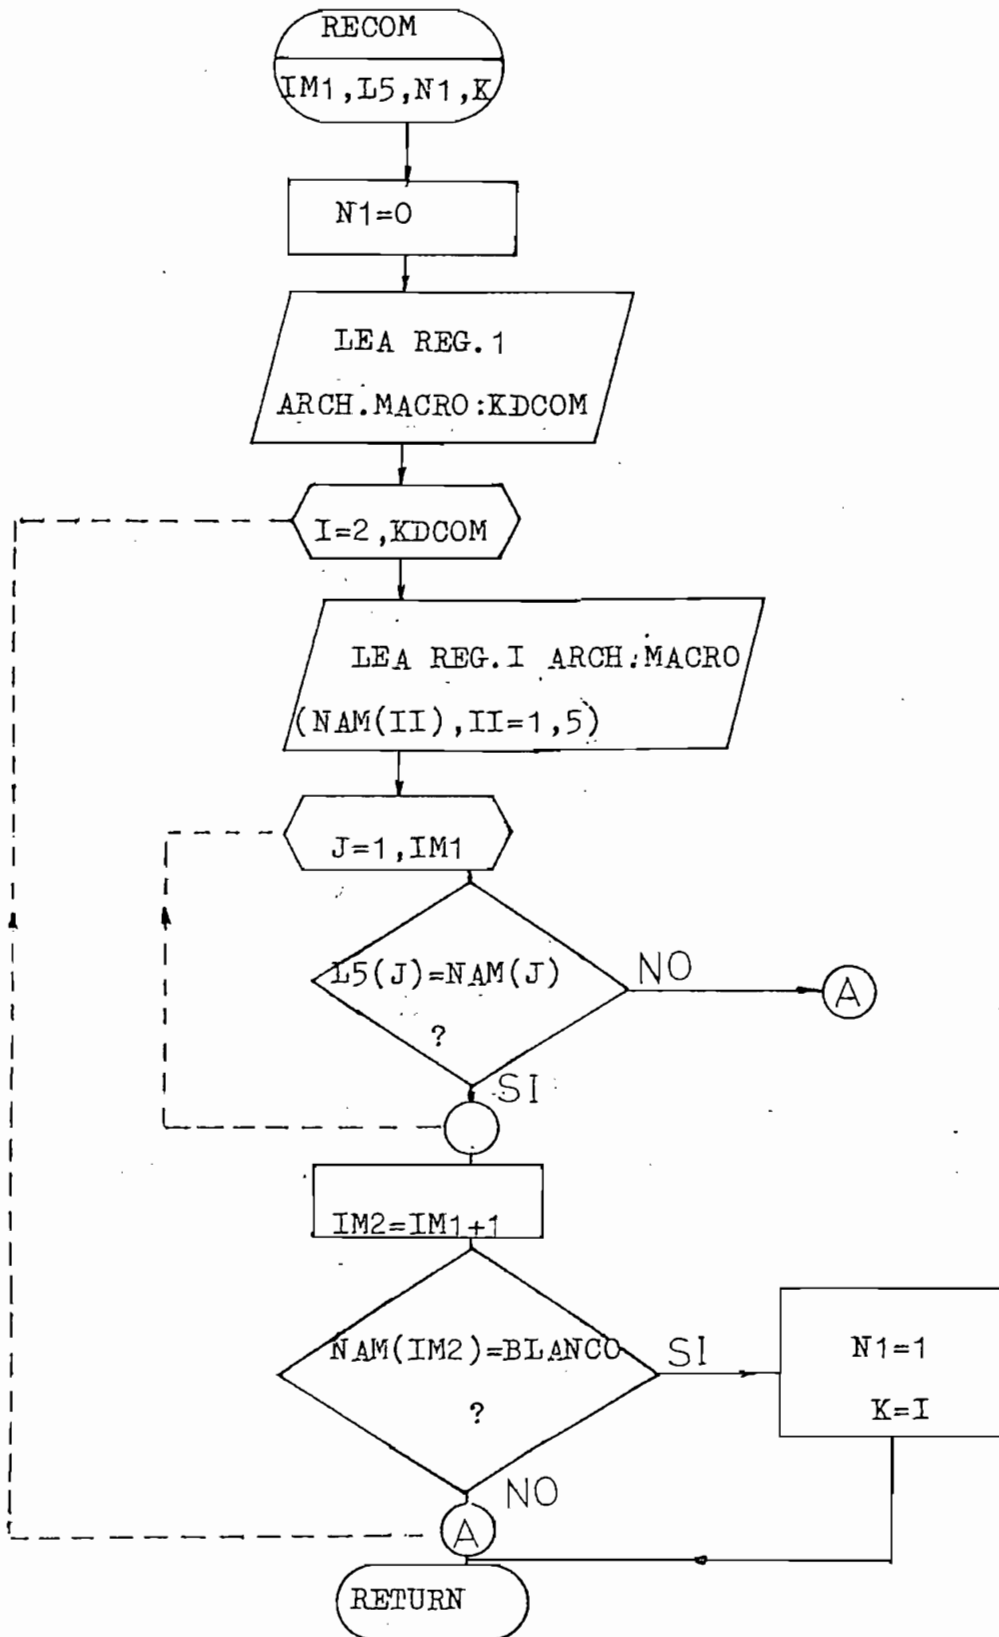 RECOM
IM1,L5,N1,K
N1=0
LEA REG.1
ARCH.MACRO:KDCOM
I=2,KDCOM
LEA REG.I ARCH.MACRO
(NAM(II),II=1,5)
J=1,IM1
L5(J)=NAM(J)
?
NO
A
SI
IM2=IM1+1
NAM(IM2)=BLANCO
?
SI
N1=1
K=I
NO
A
RETURN